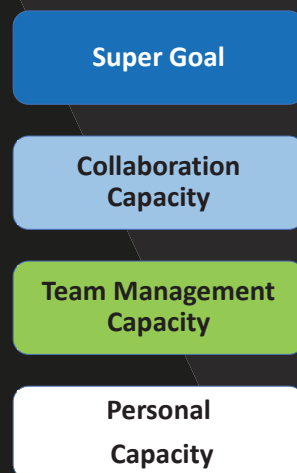 Super Goal
Collaboration
Capacity
Team Management
Capacity
Personal
Capacity